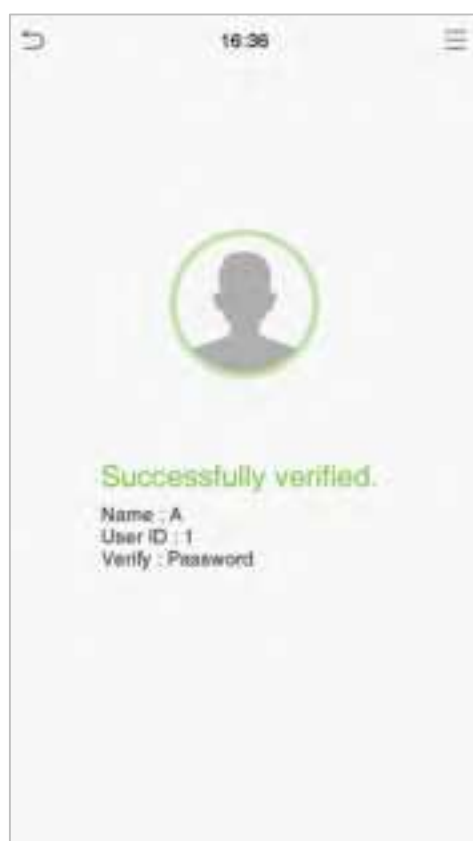 16:36
Successfully verified.
Name : A
User ID : 1
Verify : Password